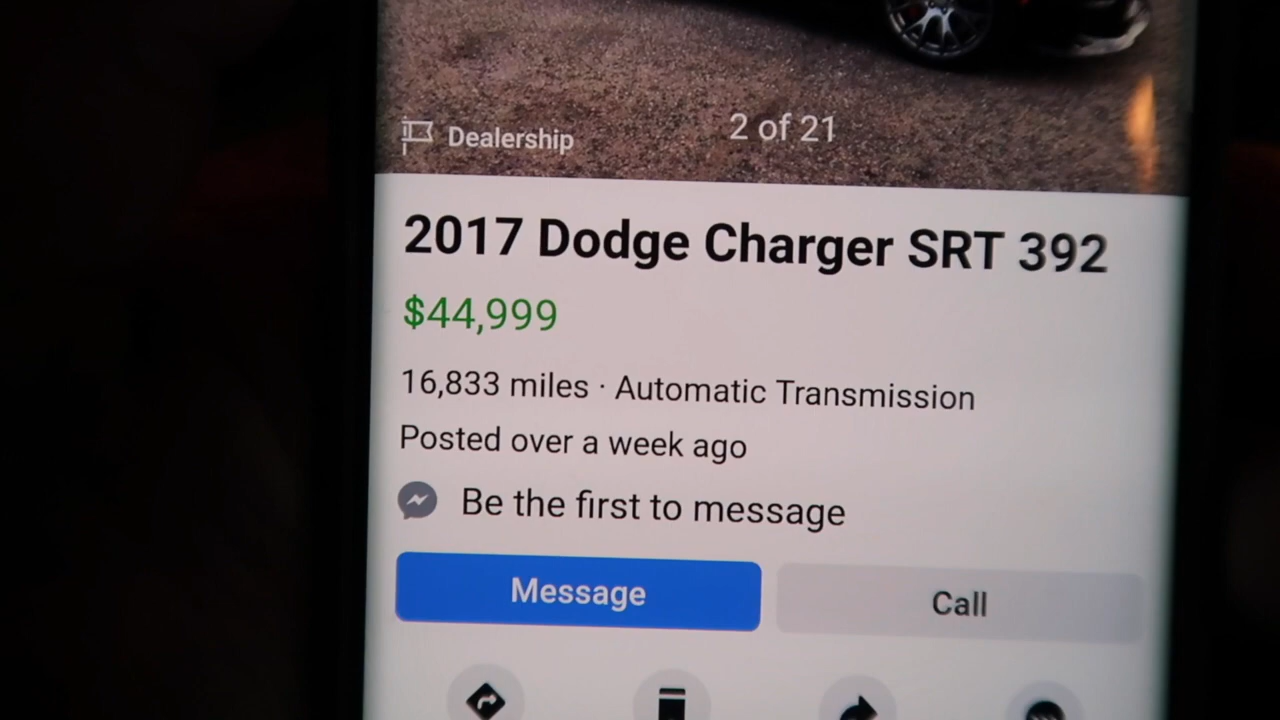 Dealership
2 of 21
2017 Dodge Charger SRT 392
$44,999
16,833 miles · Automatic Transmission
Posted over a week ago
Be the first to message
Message
Call